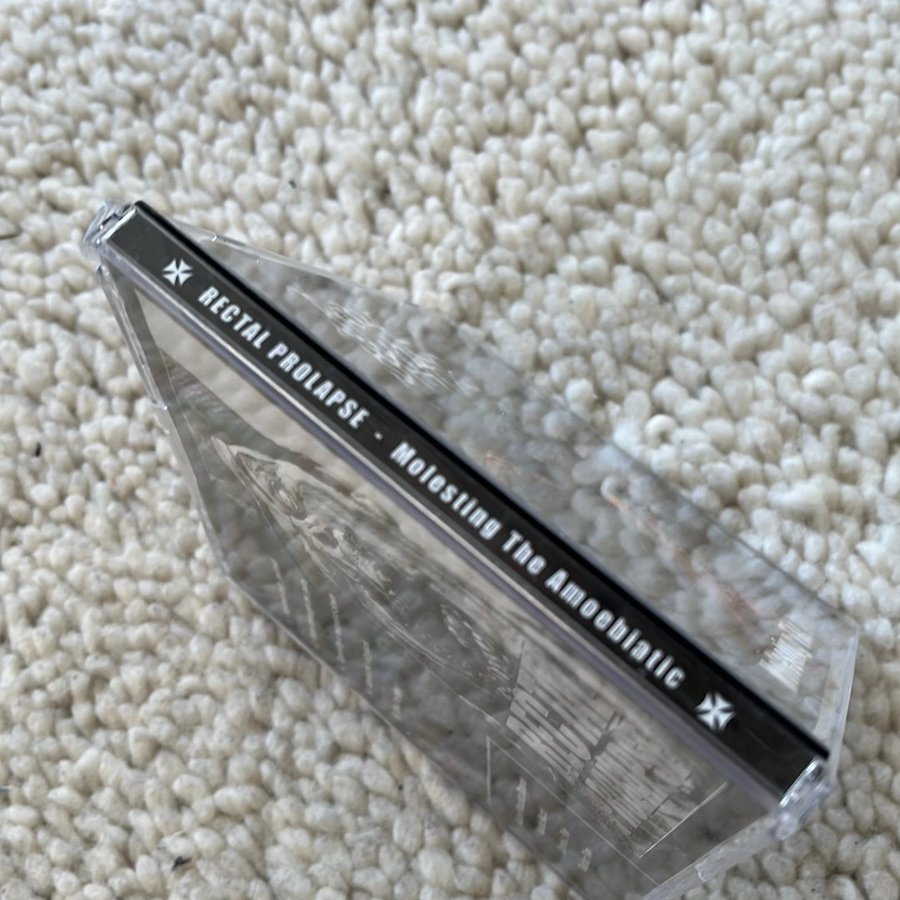 RECTAL PROLAPSE - Molesting The Amoebiatic